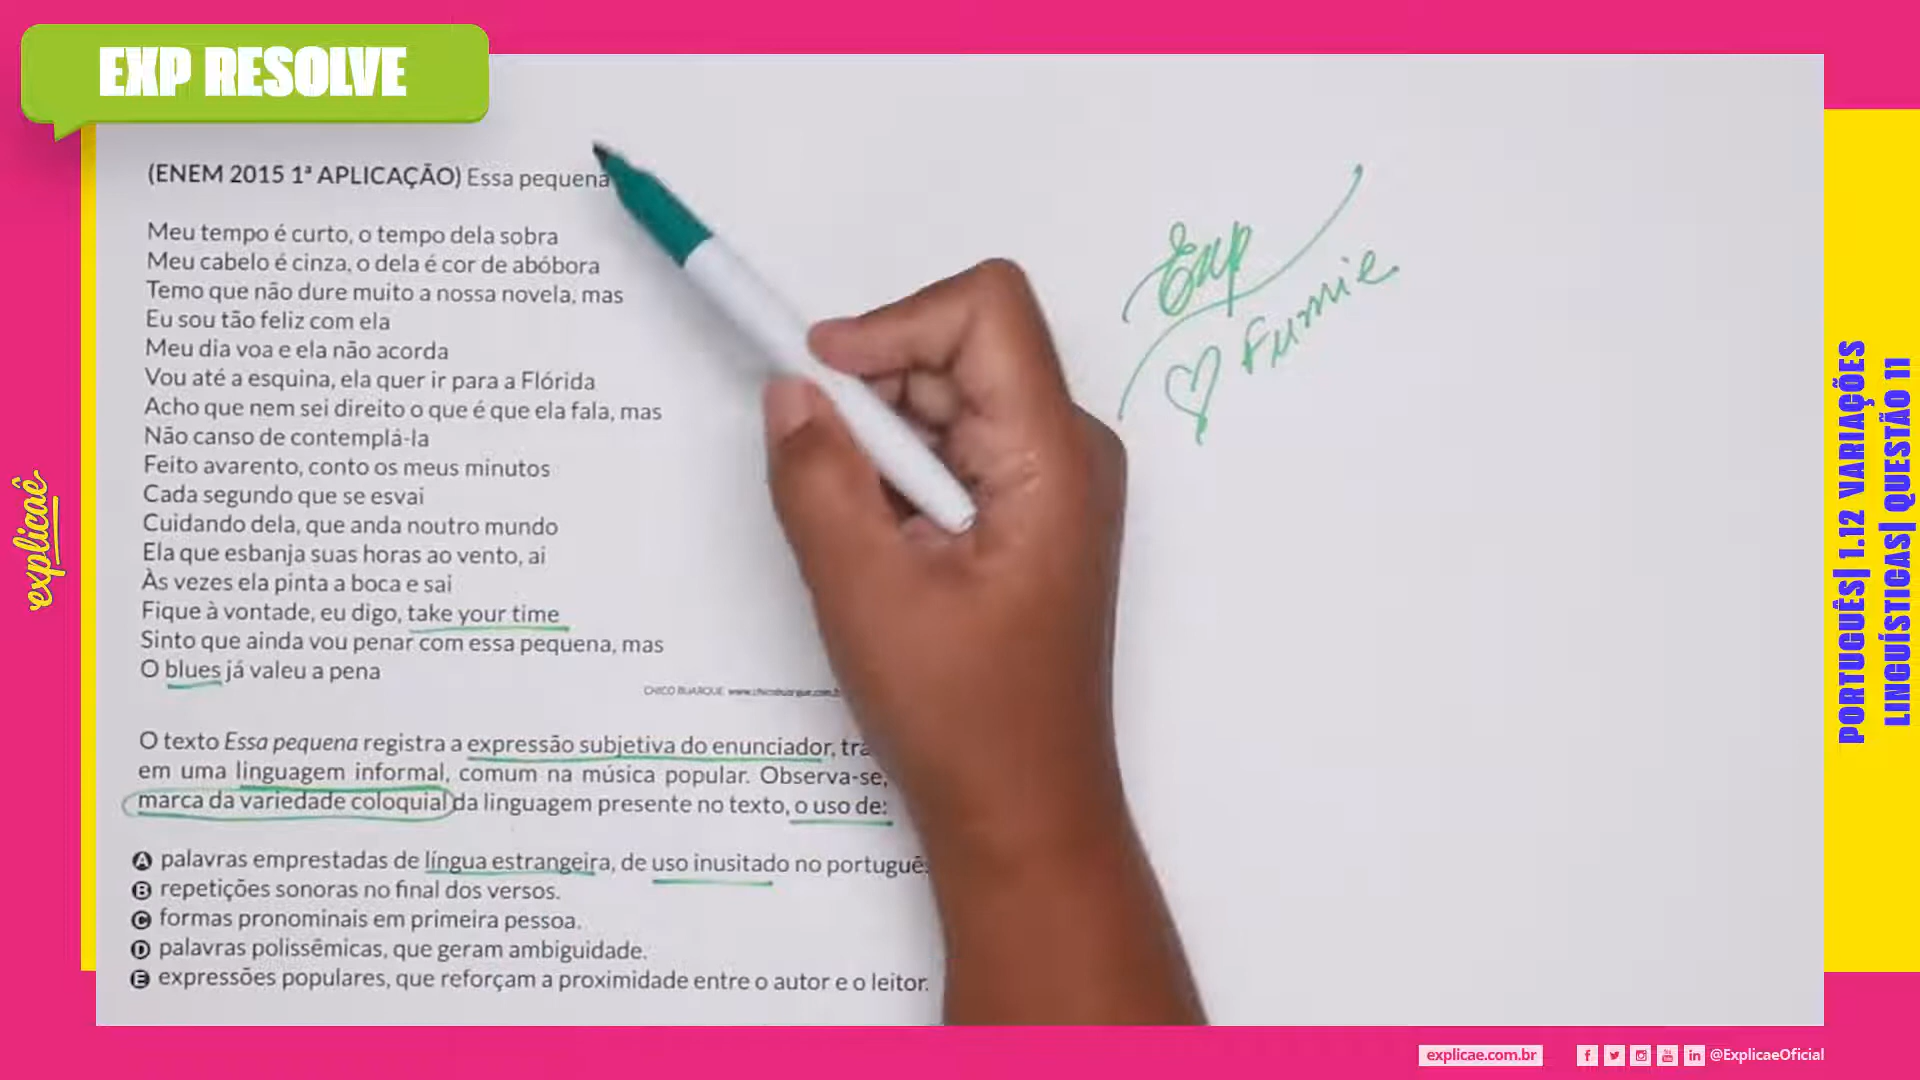 EXP RESOLVE
(ENEM 2015 1ª APLICAÇÃO) Essa pequena
Meu tempo é curto, o tempo dela sobra
Meu cabelo é cinza, o dela é cor de abóbora
Temo que não dure muito a nossa novela, mas
Eu sou tão feliz com ela
Meu dia voa e ela não acorda
Vou até a esquina, ela quer ir para a Flórida
Acho que nem sei direito o que é que ela fala, mas
Não canso de contemplá-la
Feito avarento, conto os meus minutos
Cada segundo que se esvai
Cuidando dela, que anda noutro mundo
Ela que esbanja suas horas ao vento, ai
Às vezes ela pinta a boca e sai
Fique à vontade, eu digo, take your time
Sinto que ainda vou penar com essa pequena, mas
O blues já valeu a pena
CHICO BUARQUE. www.chicobuarque.com.b
O texto Essa pequena registra a expressão subjetiva do enunciador, tra
em uma linguagem informal, comum na música popular. Observa-se,
marca da variedade coloquial da linguagem presente no texto, o uso de:
A palavras emprestadas de língua estrangeira, de uso inusitado no portuguê
B repetições sonoras no final dos versos.
C formas pronominais em primeira pessoa.
D palavras polissêmicas, que geram ambiguidade.
E expressões populares, que reforçam a proximidade entre o autor e o leitor.
Exp
Fumie
explicaê
PORTUGUÊS| 1.12 VARIAÇÕES
LINGUÍSTICAS| QUESTÃO 11
explicae.com.br
@ExplicaeOficial